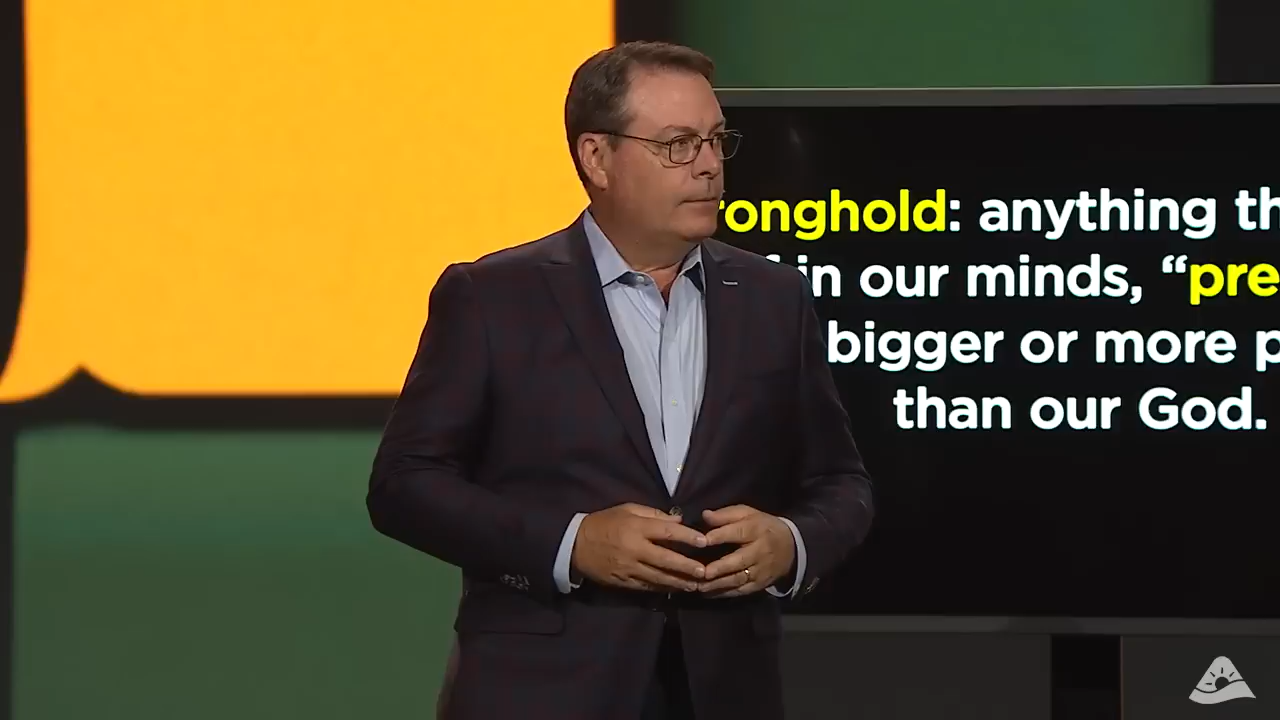 ronghold: anything th
in our minds, “pre
bigger or more p
than our God.